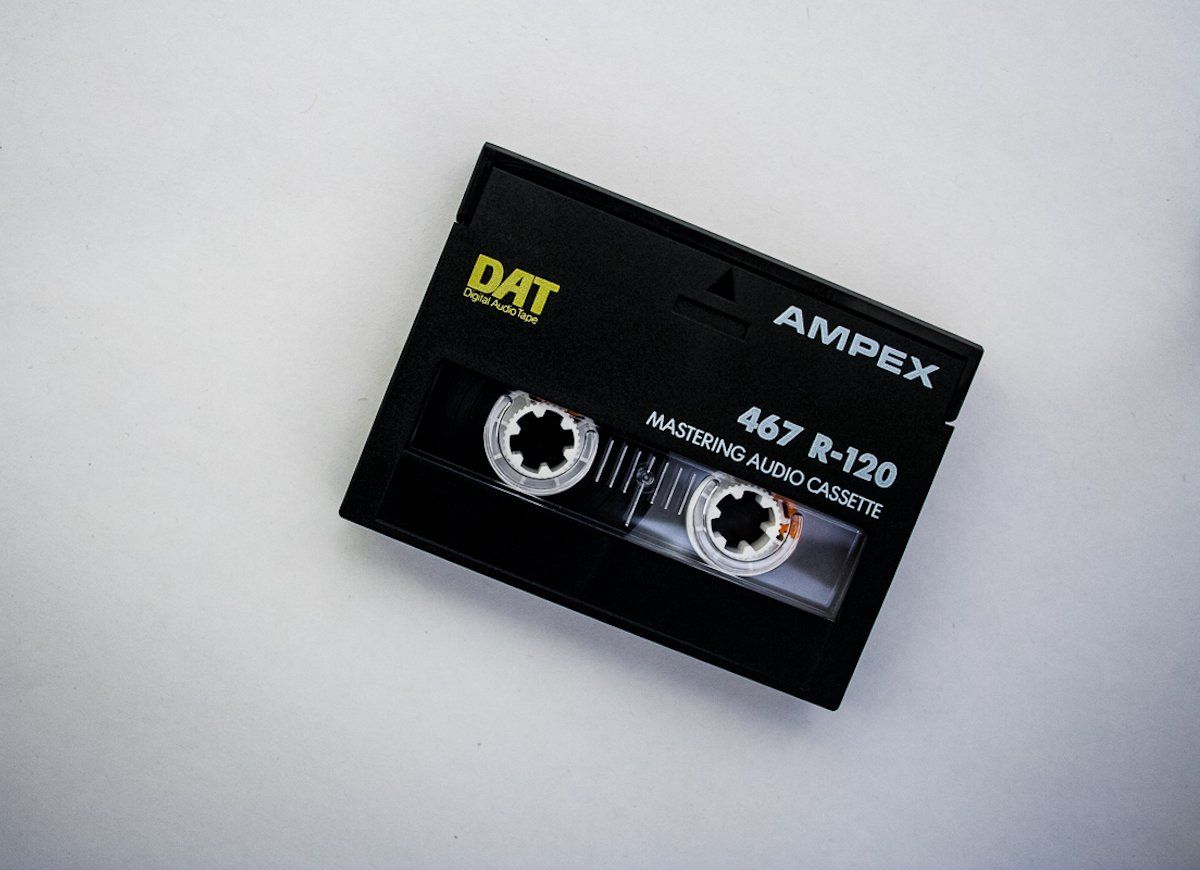 DAT
Digital Audio Tape
AMPEX
467 R-120
MASTERING AUDIO CASSETTE